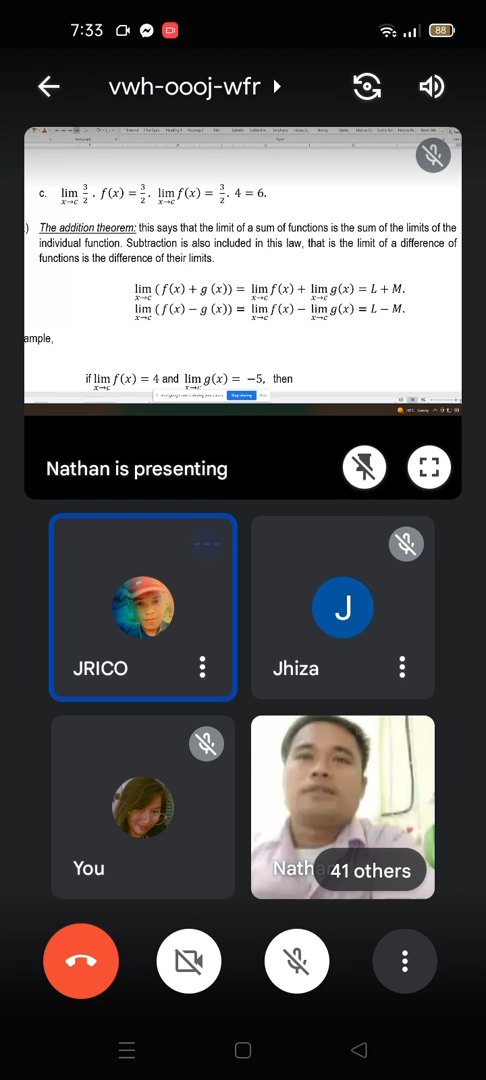 7:33 88
vwh-oooj-wfr
c. lim x→c 3/2 . f(x) = 3/2 . lim x→c f(x) = 3/2 . 4 = 6.
) The addition theorem: this says that the limit of a sum of functions is the sum of the limits of the
individual function. Subtraction is also included in this law, that is the limit of a difference of
functions is the difference of their limits.
lim x→c ( f(x) + g (x)) = lim x→c f(x) + lim x→c g(x) = L + M.
lim x→c (f(x) − g (x)) = lim x→c f(x) − lim x→c g(x) = L − M.
ample,
if lim x→c f(x) = 4 and lim x→c g(x) = −5, then
Stop sharing
Nathan is presenting
J
JRICO
Jhiza
You
Nath
41 others